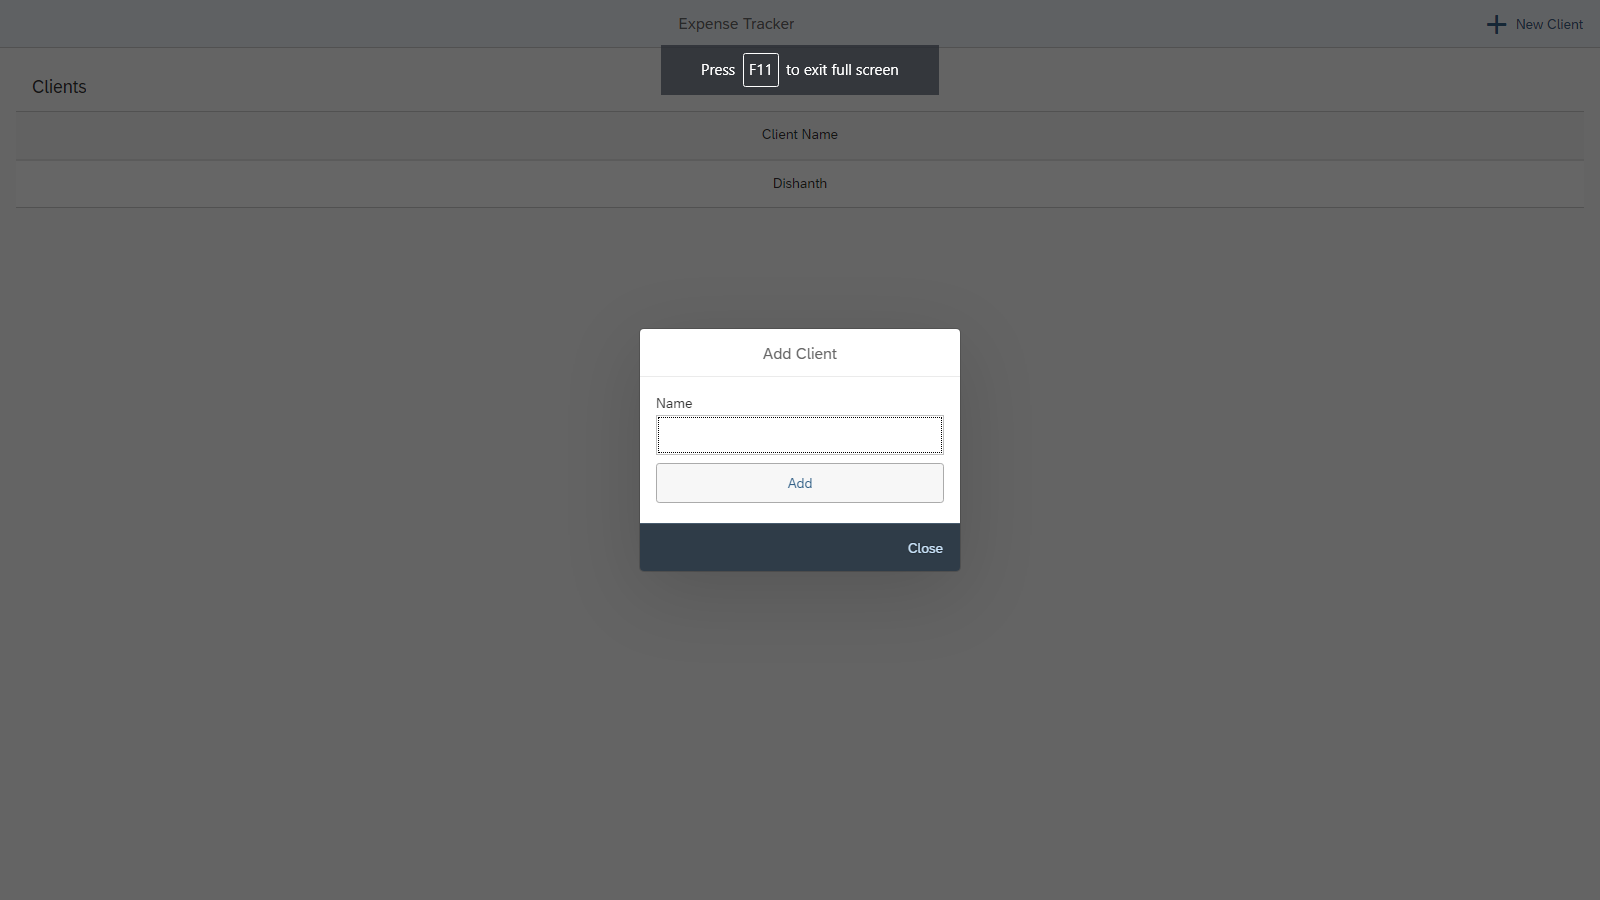 Expense Tracker
New Client
Press F11 to exit full screen
Clients
Client Name
Dishanth
Add Client
Name
Add
Close